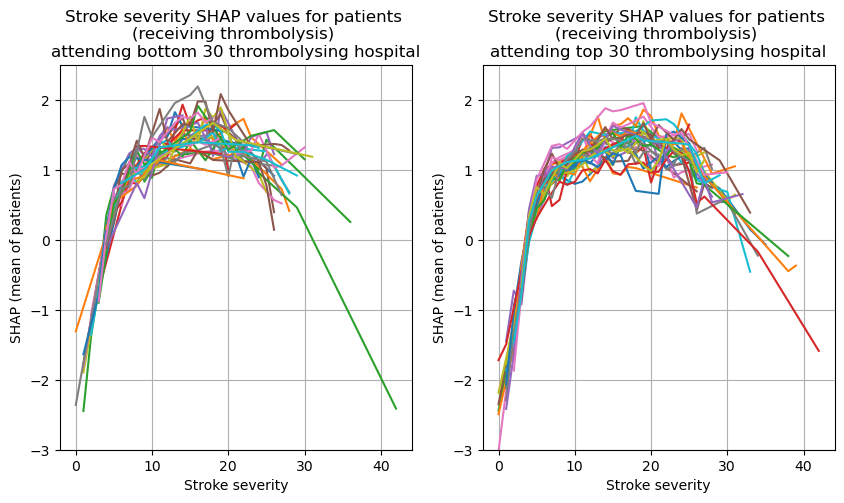 Stroke severity SHAP values for patients
(receiving thrombolysis)
attending bottom 30 thrombolysing hospital
SHAP (mean of patients)
2
1
0
−1
−2
−3
0
10
20
30
40
Stroke severity
Stroke severity SHAP values for patients
(receiving thrombolysis)
attending top 30 thrombolysing hospital
SHAP (mean of patients)
2
1
0
−1
−2
−3
0
10
20
30
40
Stroke severity